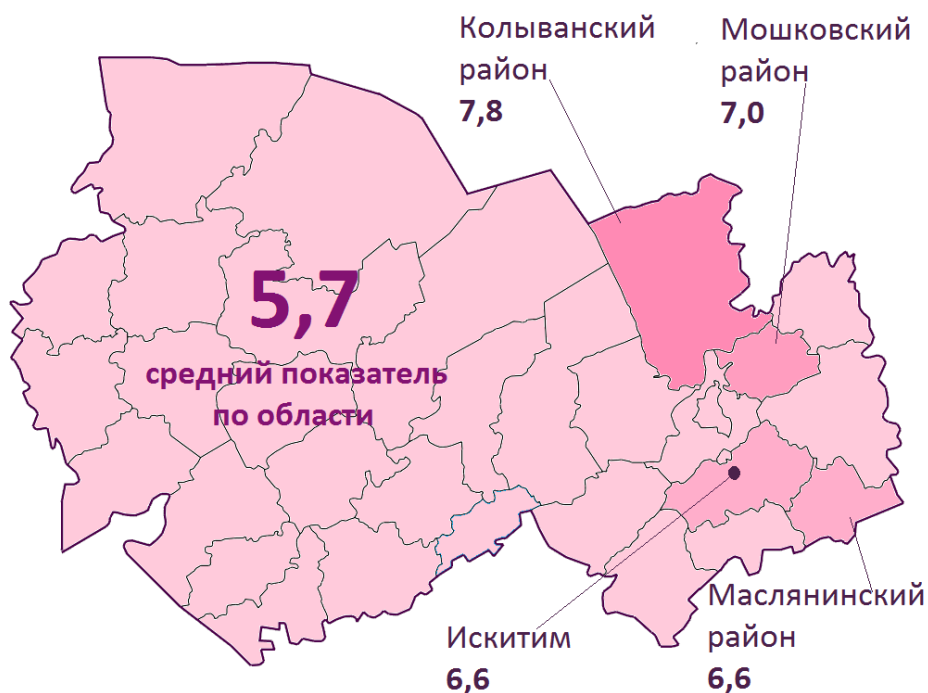 Колыванский
район
7,8
Мошковский
район
7,0
5,7
средний показатель
по области
Искитим
6,6
Маслянинский
район
6,6